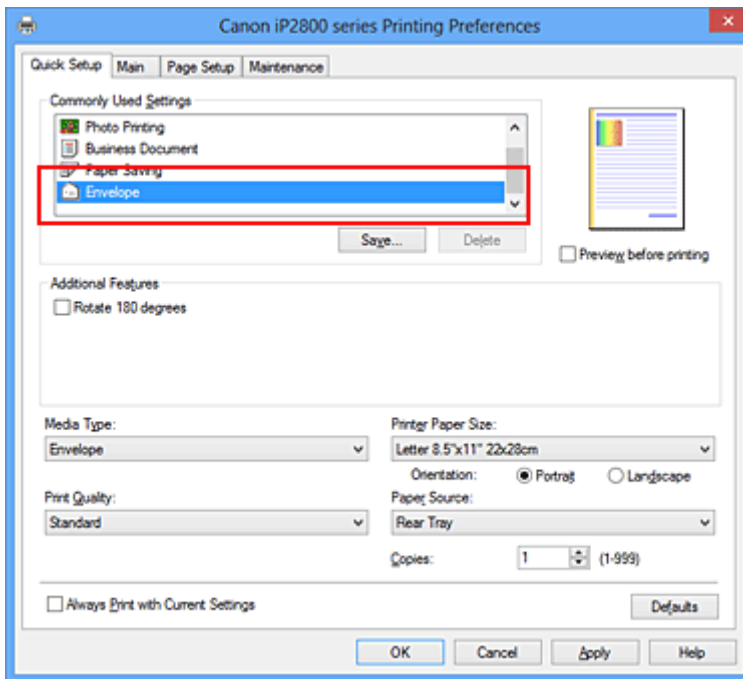 Canon iP2800 series Printing Preferences
Quick Setup Main Page Setup Maintenance
Commonly Used Settings
Photo Printing
Business Document
Paper Saving
Envelope
Save... Delete
Preview before printing
Additional Features
Rotate 180 degrees
Media Type: Printer Paper Size:
Envelope Letter 8.5"x11" 22x28cm
Orientation: Portrait Landscape
Print Quality: Paper Source:
Standard Rear Tray
Copies: 1 (1-999)
Always Print with Current Settings Defaults
OK Cancel Apply Help